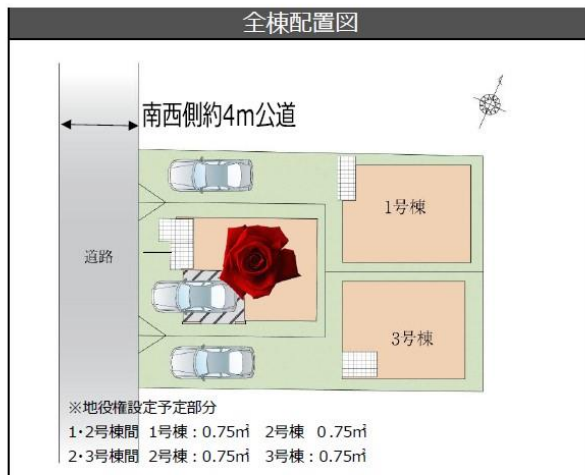 全棟配置図
南西側約4m公道
1号棟
道路
3号棟
※地役権設定予定部分
1・2号棟間 1号棟：0.75㎡ 2号棟 0.75㎡
2・3号棟間 2号棟：0.75㎡ 3号棟：0.75㎡